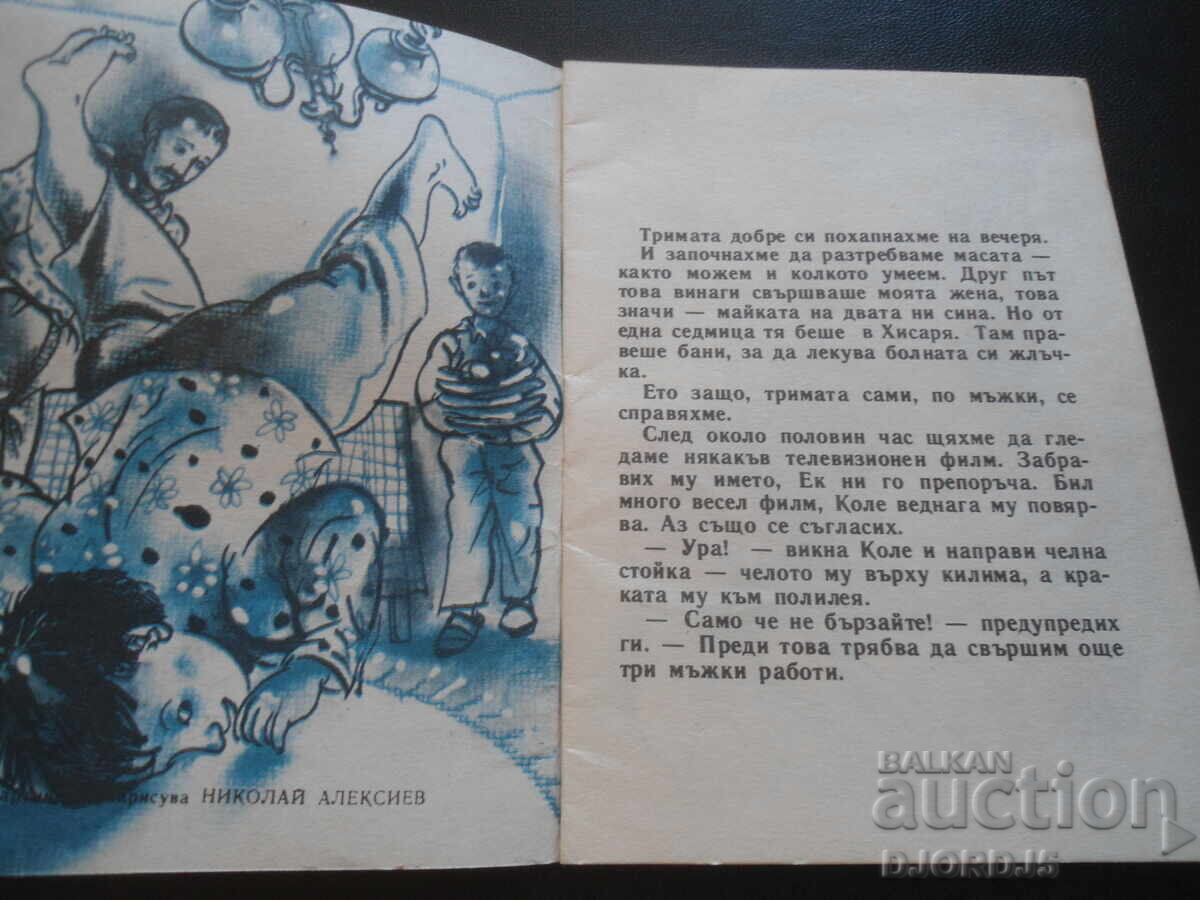 нарисува НИКОЛАЙ АЛЕКСИЕВ
Тримата добре си похапнахме на вечеря.
И започнахме да разтребваме масата —
както можем и колкото умеем. Друг път
това винаги свършваше моята жена, това
значи — майката на двата ни сина. Но от
една седмица тя беше в Хисаря. Там пра-
веше бани, за да лекува болната си жлъч-
ка.
Ето защо, тримата сами, по мъжки, се
справяхме.
След около половин час щяхме да гле-
даме някакъв телевизионен филм. Забра-
вих му името, Ек ни го препоръча. Бил
много весел филм, Коле веднага му повяр-
ва. Аз също се съгласих.
— Ура! — викна Коле и направи челна
стойка — челото му върху килима, а кра-
ката му към полилея.
— Само че не бързайте! — предупредих
ги. — Преди това трябва да свършим още
три мъжки работи.
BALKAN
auction
DJORDJ5